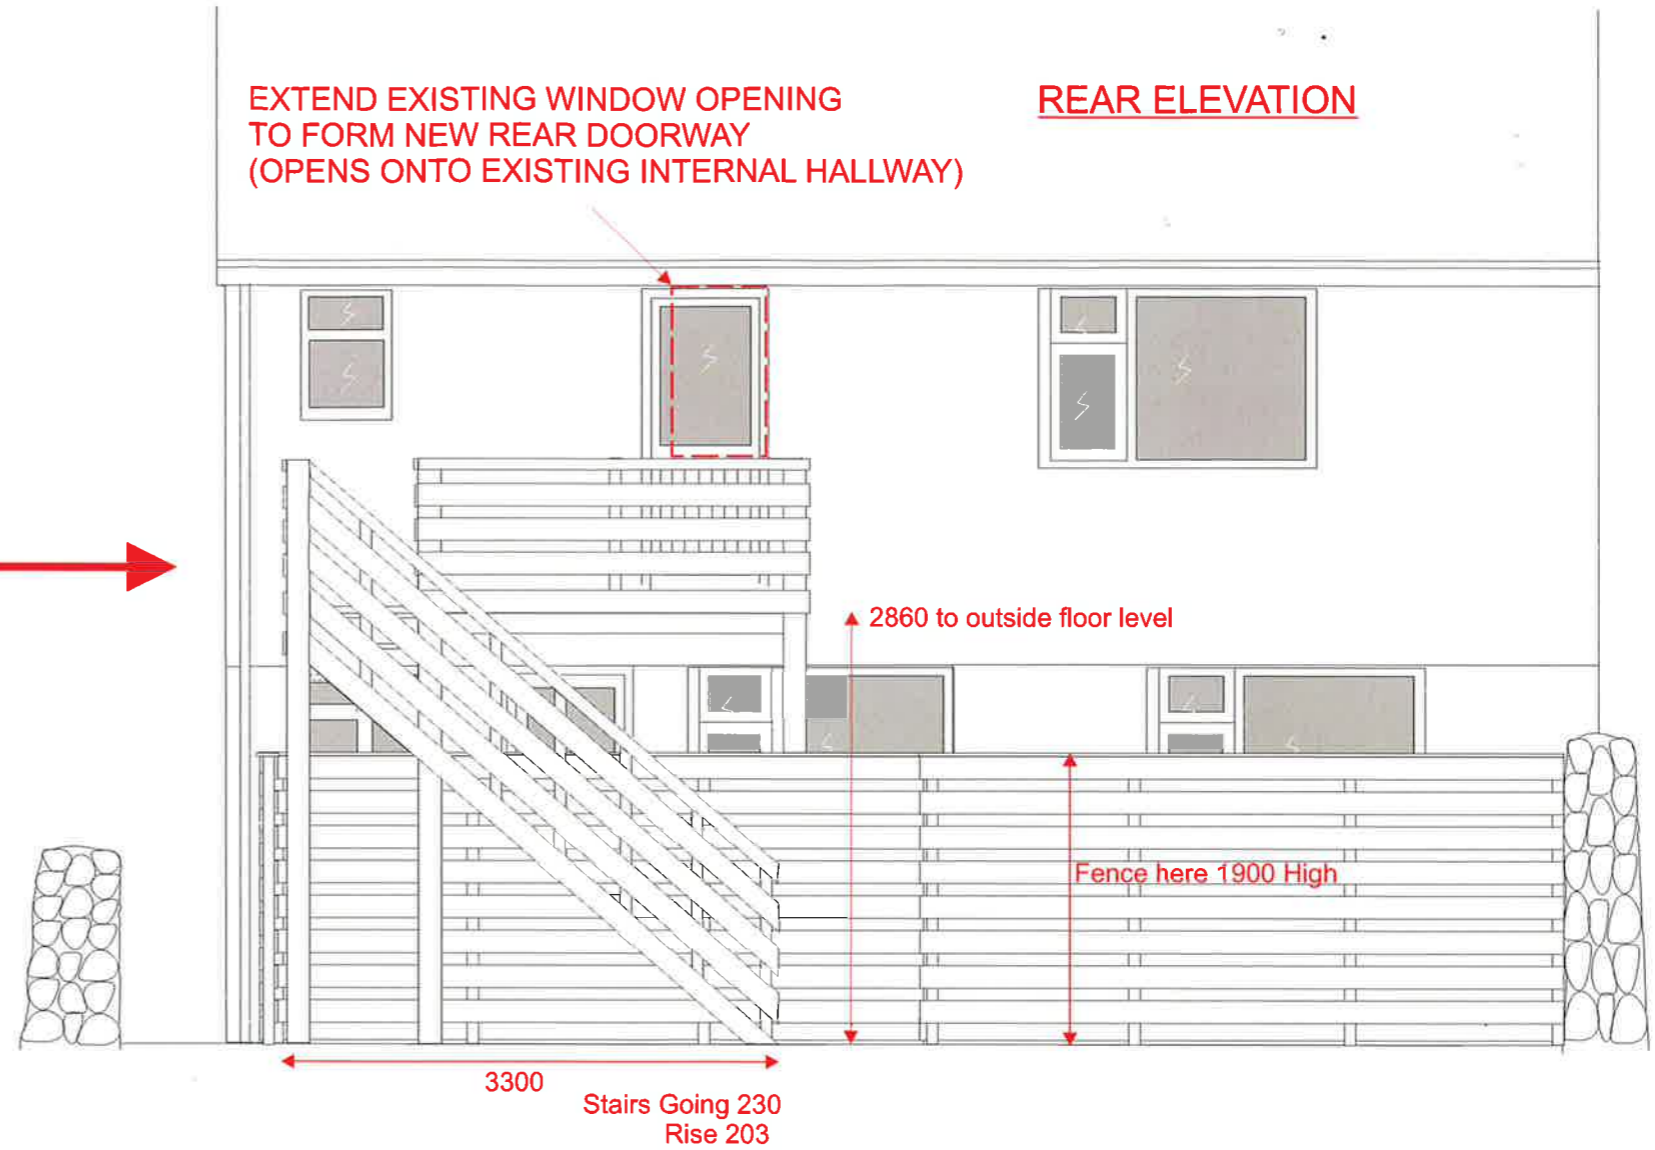 EXTEND EXISTING WINDOW OPENING
TO FORM NEW REAR DOORWAY
(OPENS ONTO EXISTING INTERNAL HALLWAY)
REAR ELEVATION
2860 to outside floor level
Fence here 1900 High
3300
Stairs Going 230
Rise 203